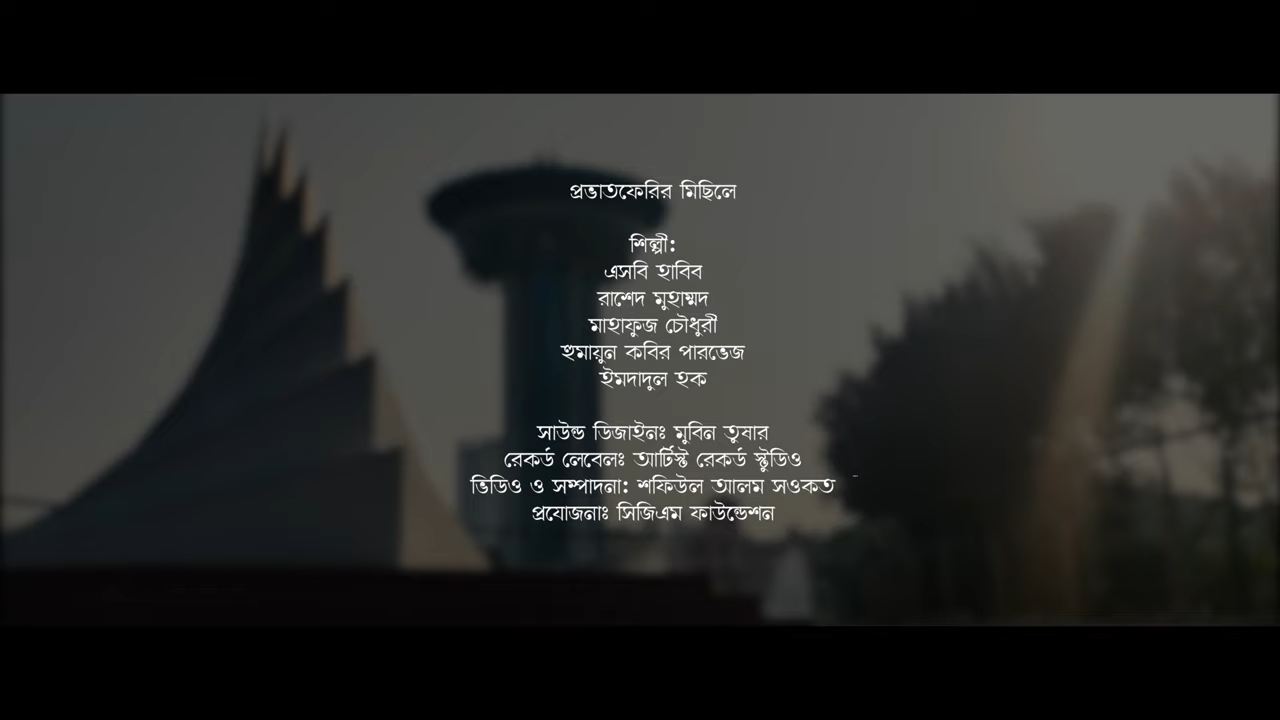 প্রভাতফেরির মিছিলে
শিল্পী:
এসবি হাবিব
রাশেদ মুহাম্মদ
মাহাফুজ চৌধুরী
হুমায়ুন কবির পারভেজ
ইমদাদুল হক
সাউন্ড ডিজাইনঃ মুবিন তুষার
রেকর্ড লেবেলঃ আর্টিস্ট রেকর্ড স্টুডিও
ভিডিও ও সম্পাদনা: শফিউল আলম সওকত
প্রযোজনাঃ সিজিএম ফাউন্ডেশন